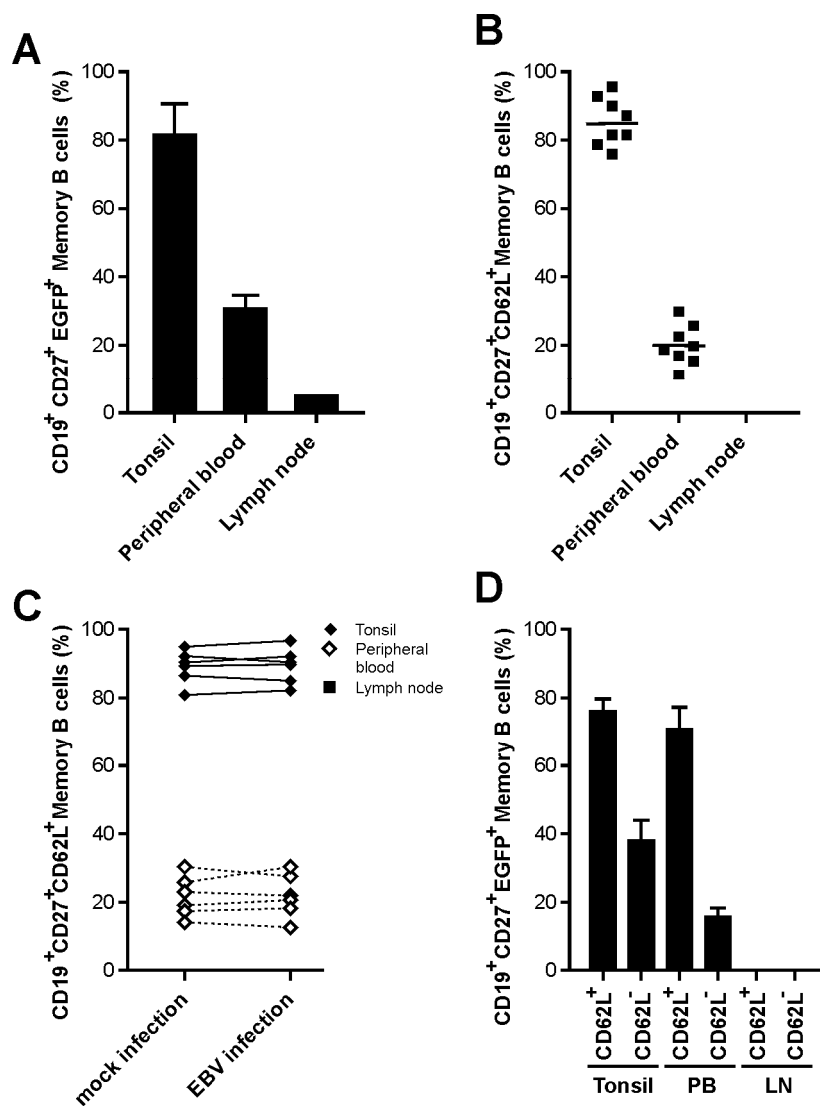 A
CD19+ CD27+ EGFP+ Memory B cells (%)
100
80
60
40
20
0
Tonsil
Peripheral blood
Lymph node
B
CD19+CD27+CD62L+Memory B cells (%)
100
80
60
40
20
0
Tonsil
Peripheral blood
Lymph node
C
CD19+CD27+CD62L+Memory B cells (%)
100
80
60
40
20
0
mock infection
EBV infection
Tonsil
Peripheral
blood
Lymph node
D
CD19+CD27+EGFP+ Memory B cells (%)
100
80
60
40
20
0
CD62L+
CD62L-
CD62L+
CD62L-
CD62L+
CD62L-
Tonsil
PB
LN